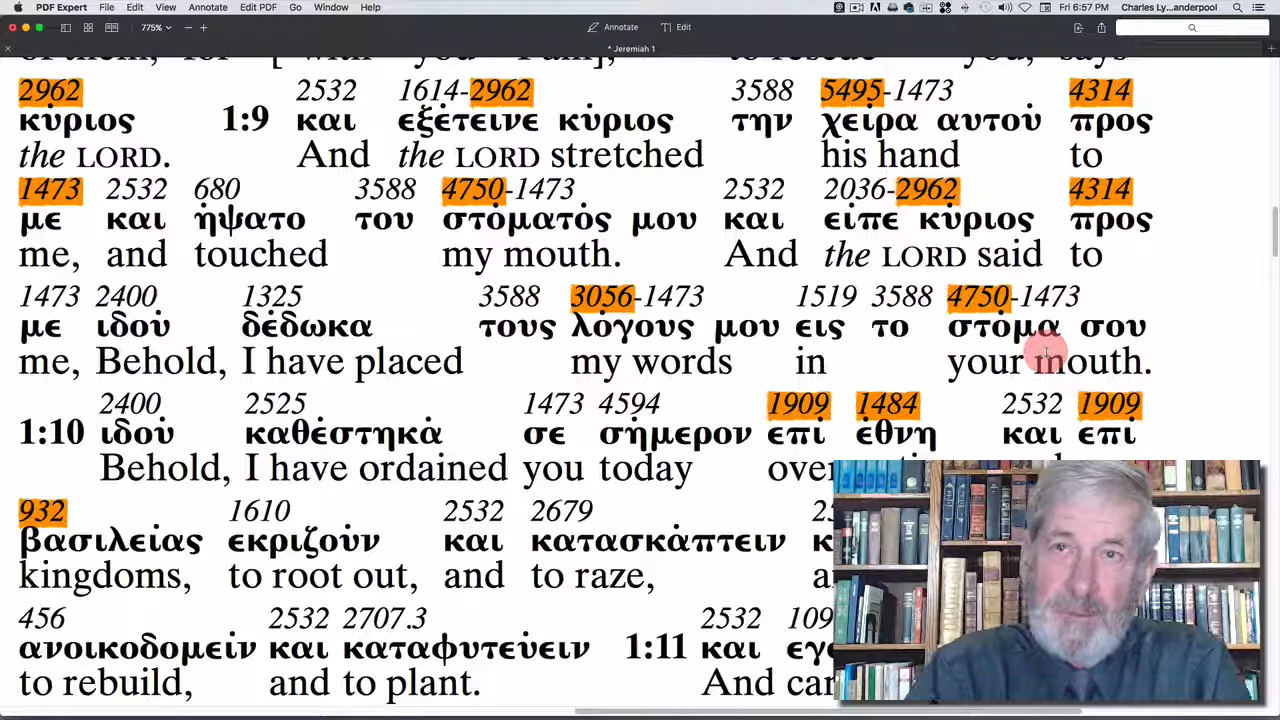 PDF Expert File Edit View Annotate Edit PDF Go Window Help Fri 6:57 PM Charles Ly...anderpool
775% Annotate Edit
* Jeremiah 1
2962 2532 1614-2962 3588 5495-1473 4314
κύριος 1:9 και εξέτεινε κύριος την χείρα αυτού προς
the LORD. And the LORD stretched his hand to
1473 2532 680 3588 4750-1473 2532 2036-2962 4314
με και ήψατο του στόματός μου και είπε κύριος προς
me, and touched my mouth. And the LORD said to
1473 2400 1325 3588 3056-1473 1519 3588 4750-1473
με ιδού δέδωκα τους λόγους μου εις το στόμα σου
me, Behold, I have placed my words in your mouth.
2400 2525 1473 4594 1909 1484 2532 1909
1:10 ιδού καθέστηκά σε σήμερον επί έθνη και επί
Behold, I have ordained you today
932 1610 2532 2679
βασιλείας εκριζούν και κατασκάπτειν
kingdoms, to root out, and to raze,
456 2532 2707.3 2532
ανοικοδομείν και καταφυτεύειν 1:11 και
to rebuild, and to plant. And